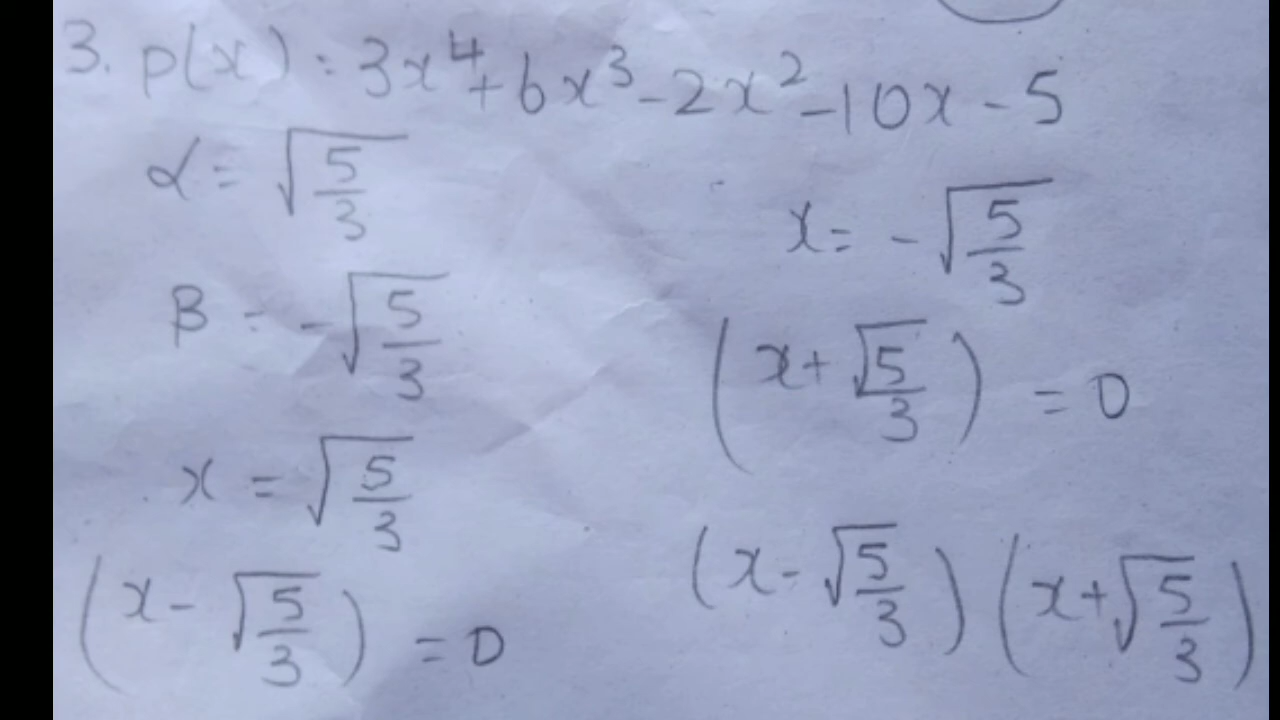 3. p(x) : 3x⁴+6x³-2x²-10x-5
α = √(5/3)
β = -√(5/3)
x = √(5/3)
(x - √(5/3)) = 0
x = -√(5/3)
(x + √(5/3)) = 0
(x - √(5/3)) (x + √(5/3))